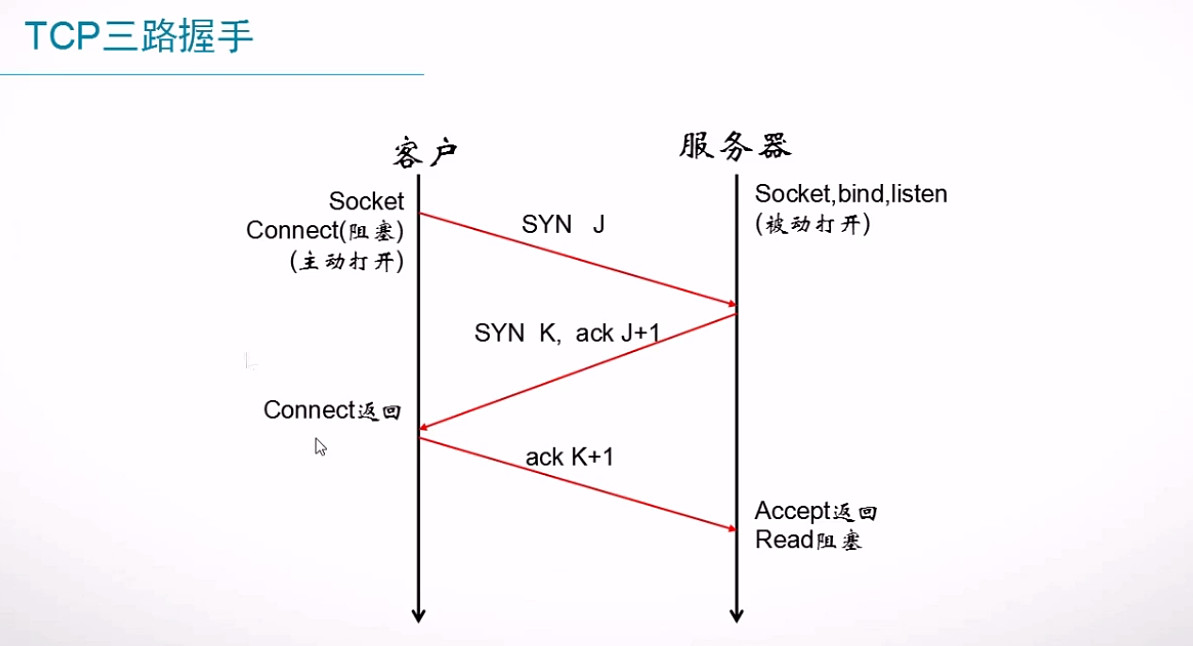 TCP三路握手
客户
服务器
Socket
Connect(阻塞)
(主动打开)
Socket,bind,listen
(被动打开)
SYN J
SYN K, ack J+1
Connect返回
ack K+1
Accept返回
Read阻塞